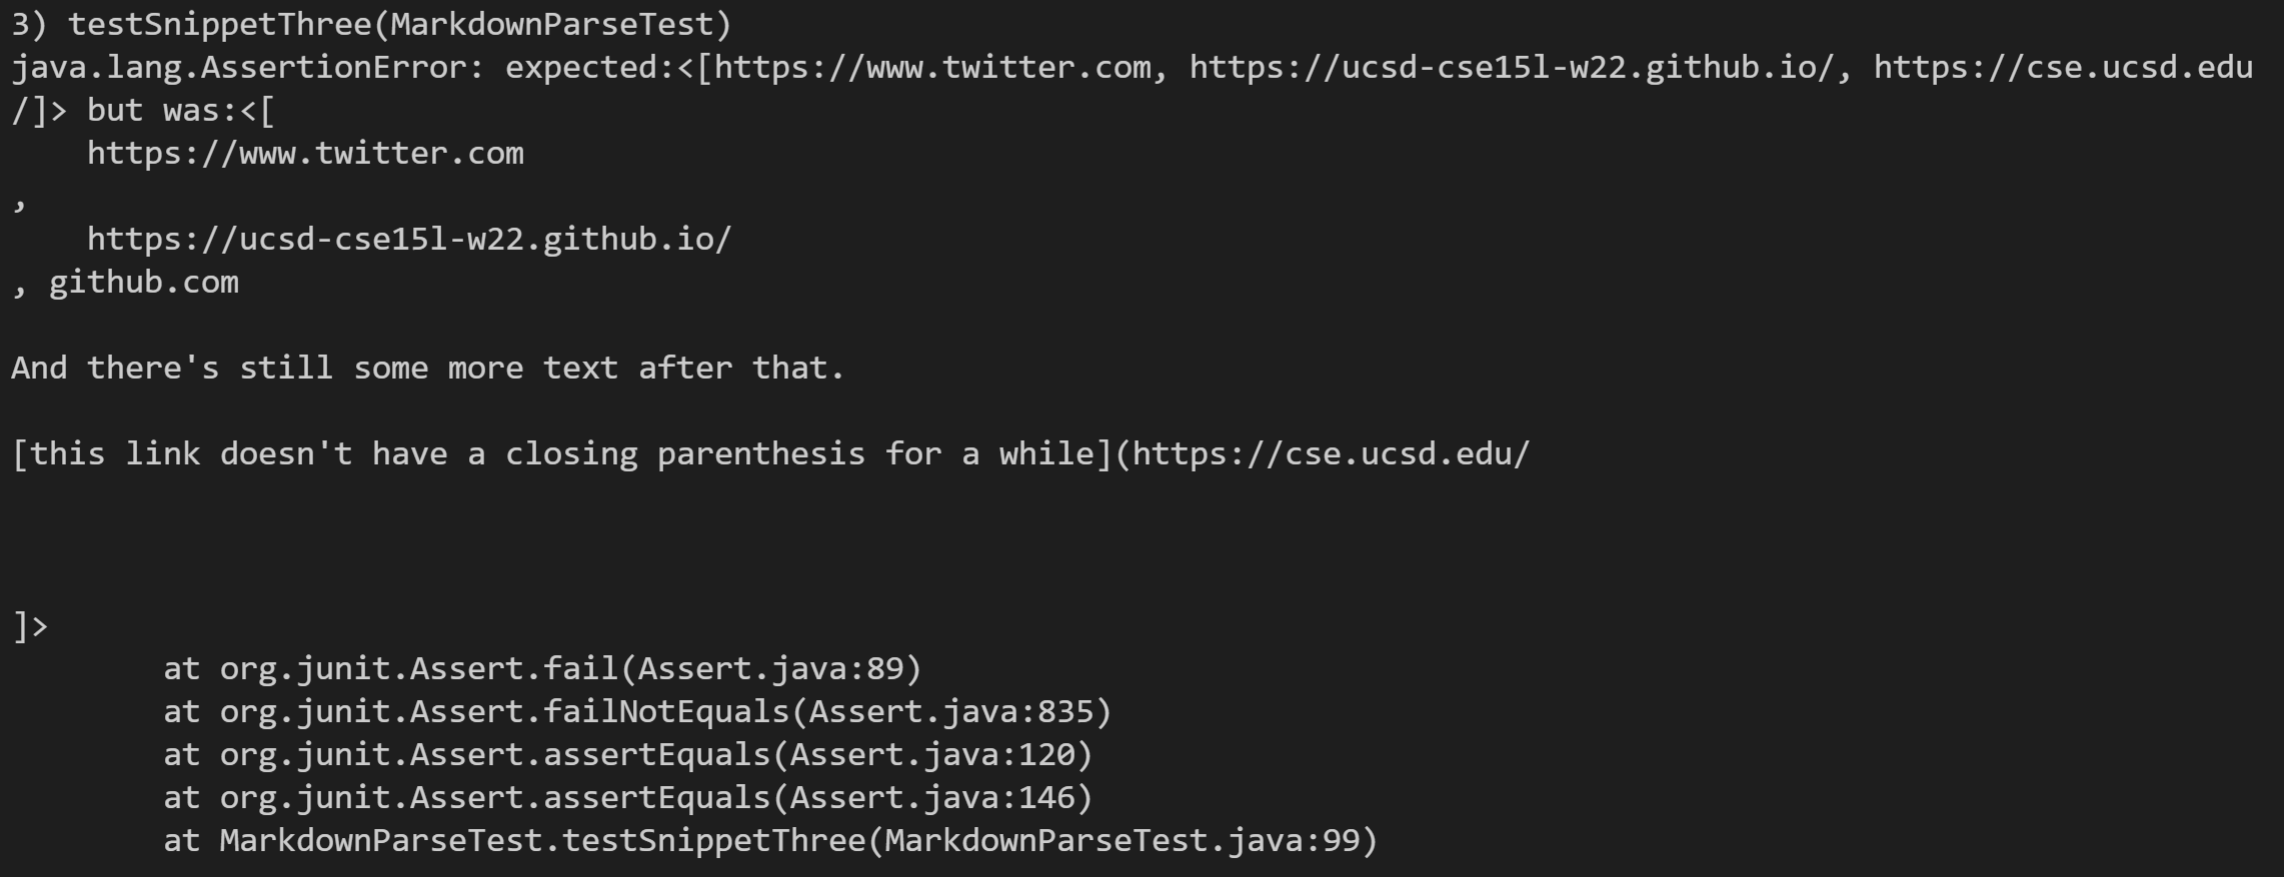 3) testSnippetThree(MarkdownParseTest)
java.lang.AssertionError: expected:<[https://www.twitter.com, https://ucsd-cse15l-w22.github.io/, https://cse.ucsd.edu
/]> but was:<[
    https://www.twitter.com
,
    https://ucsd-cse15l-w22.github.io/
, github.com

And there's still some more text after that.

[this link doesn't have a closing parenthesis for a while](https://cse.ucsd.edu/



]>
        at org.junit.Assert.fail(Assert.java:89)
        at org.junit.Assert.failNotEquals(Assert.java:835)
        at org.junit.Assert.assertEquals(Assert.java:120)
        at org.junit.Assert.assertEquals(Assert.java:146)
        at MarkdownParseTest.testSnippetThree(MarkdownParseTest.java:99)